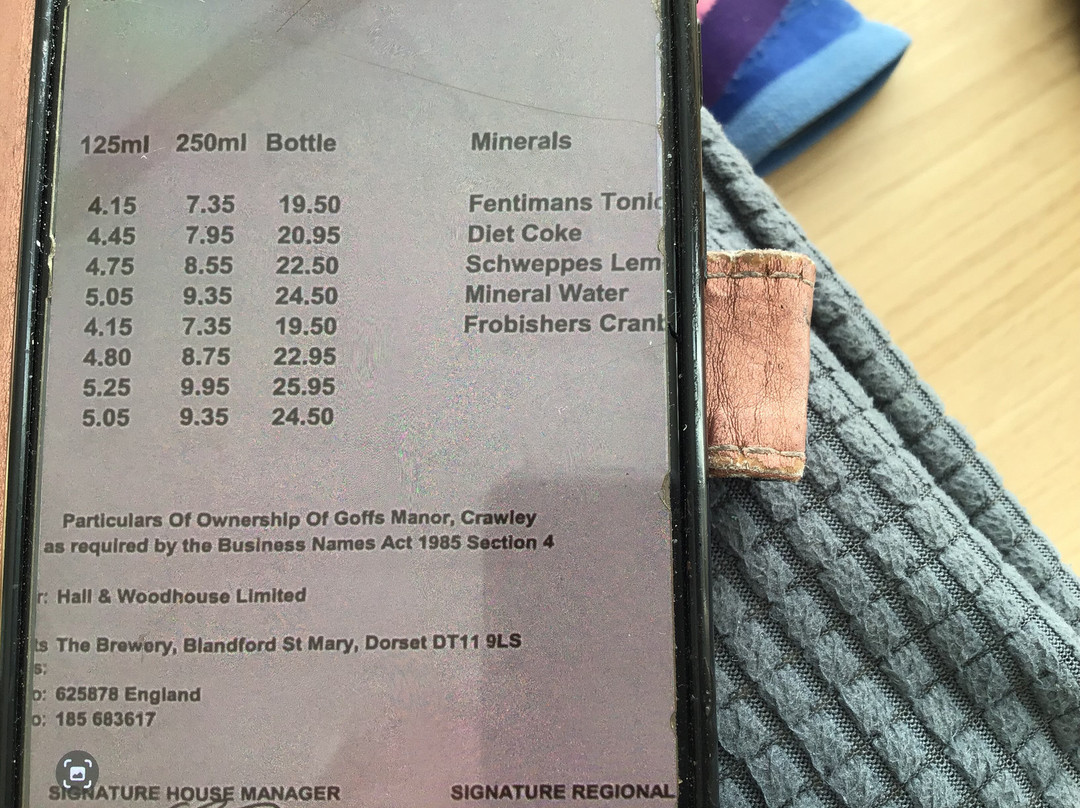 125ml 250ml Bottle Minerals
4.15 7.35 19.50 Fentimans Tonic
4.45 7.95 20.95 Diet Coke
4.75 8.55 22.50 Schweppes Lem
5.05 9.35 24.50 Mineral Water
4.15 7.35 19.50 Frobishers Cranb
4.80 8.75 22.95
5.25 9.95 25.95
5.05 9.35 24.50
Particulars Of Ownership Of Goffs Manor, Crawley
as required by the Business Names Act 1985 Section 4
r: Hall & Woodhouse Limited
ts The Brewery, Blandford St Mary, Dorset DT11 9LS
s:
o: 625878 England
o: 185 683617
SIGNATURE HOUSE MANAGER SIGNATURE REGIONAL